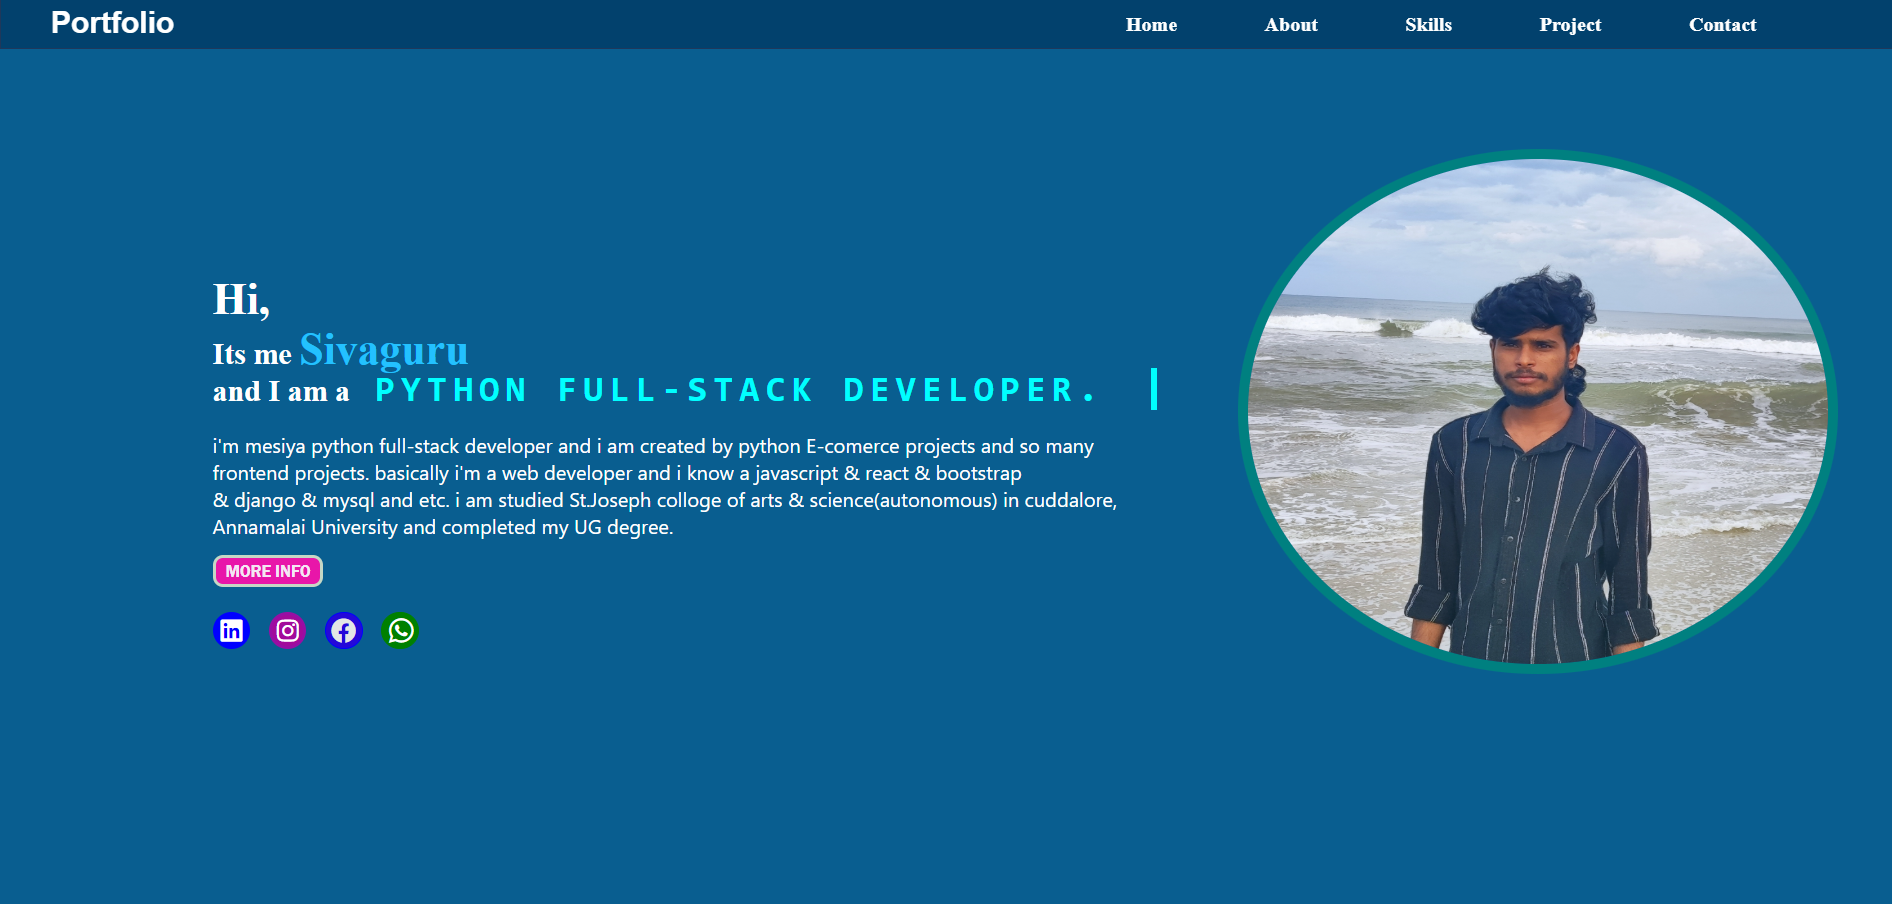 Portfolio
Home About Skills Project Contact
Hi,
Its me Sivaguru
and I am a PYTHON FULL-STACK DEVELOPER.
i'm mesiya python full-stack developer and i am created by python E-comerce projects and so many
frontend projects. basically i'm a web developer and i know a javascript & react & bootstrap
& django & mysql and etc. i am studied St.Joseph colloge of arts & science(autonomous) in cuddalore,
Annamalai University and completed my UG degree.
MORE INFO